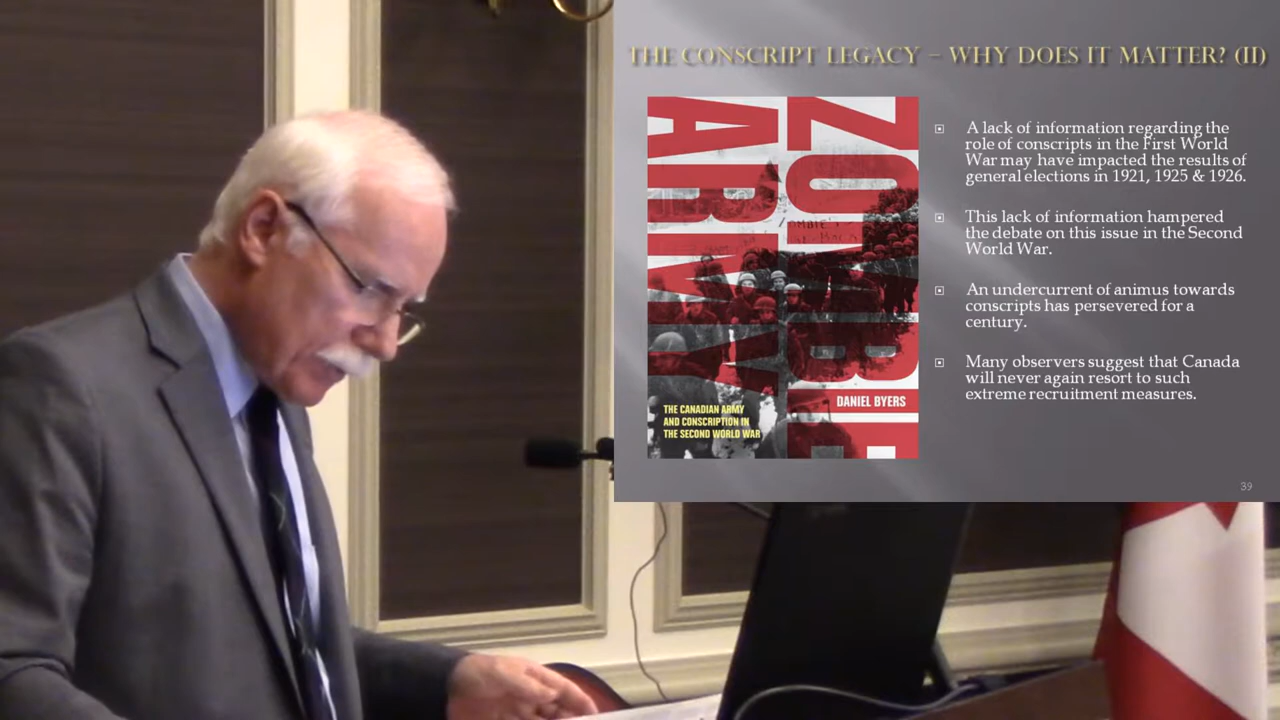 THE CONSCRIPT LEGACY – WHY DOES IT MATTER? (II)
ZOMBIE
ARMY
DANIEL BYERS
THE CANADIAN ARMY
AND CONSCRIPTION IN
THE SECOND WORLD WAR
A lack of information regarding the
role of conscripts in the First World
War may have impacted the results of
general elections in 1921, 1925 & 1926.
This lack of information hampered
the debate on this issue in the Second
World War.
An undercurrent of animus towards
conscripts has persevered for a
century.
Many observers suggest that Canada
will never again resort to such
extreme recruitment measures.
39